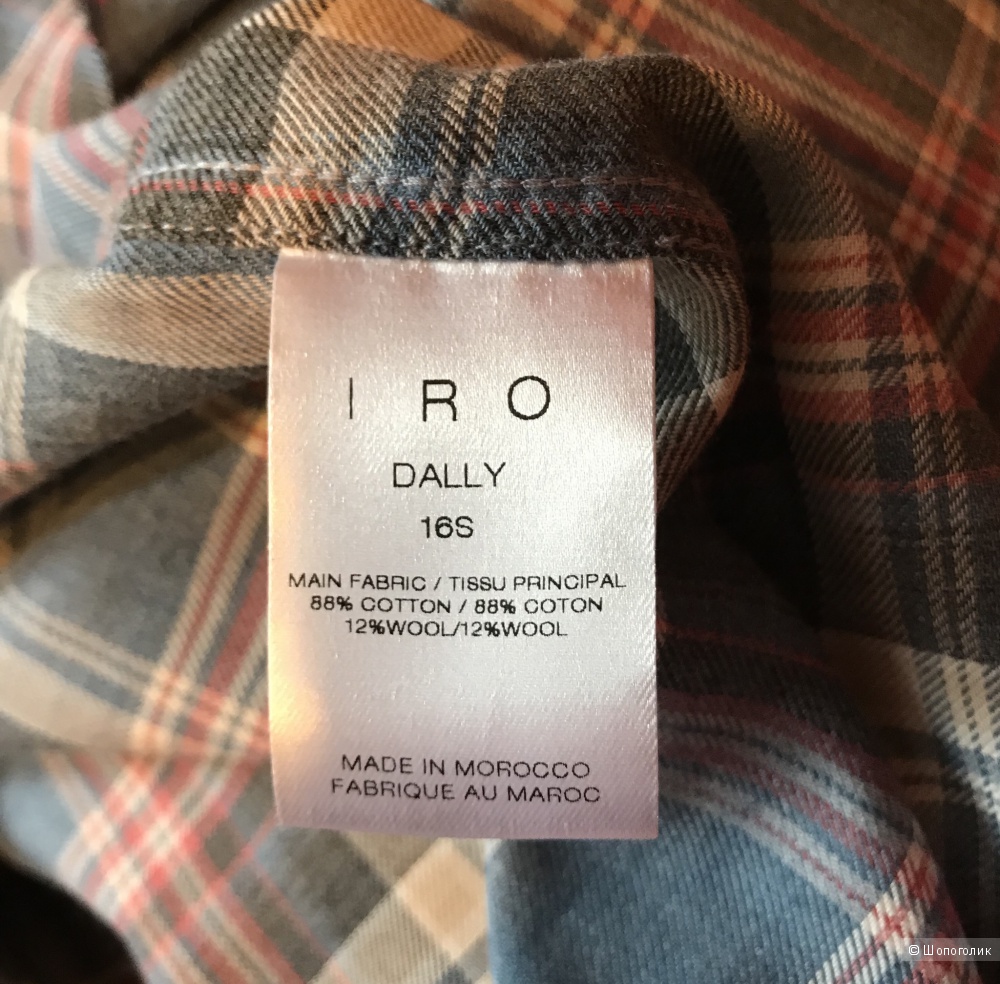 I R O
DALLY
16S
MAIN FABRIC / TISSU PRINCIPAL
88% COTTON / 88% COTON
12%WOOL/12%WOOL
MADE IN MOROCCO
FABRIQUE AU MAROC
© Шопоголик